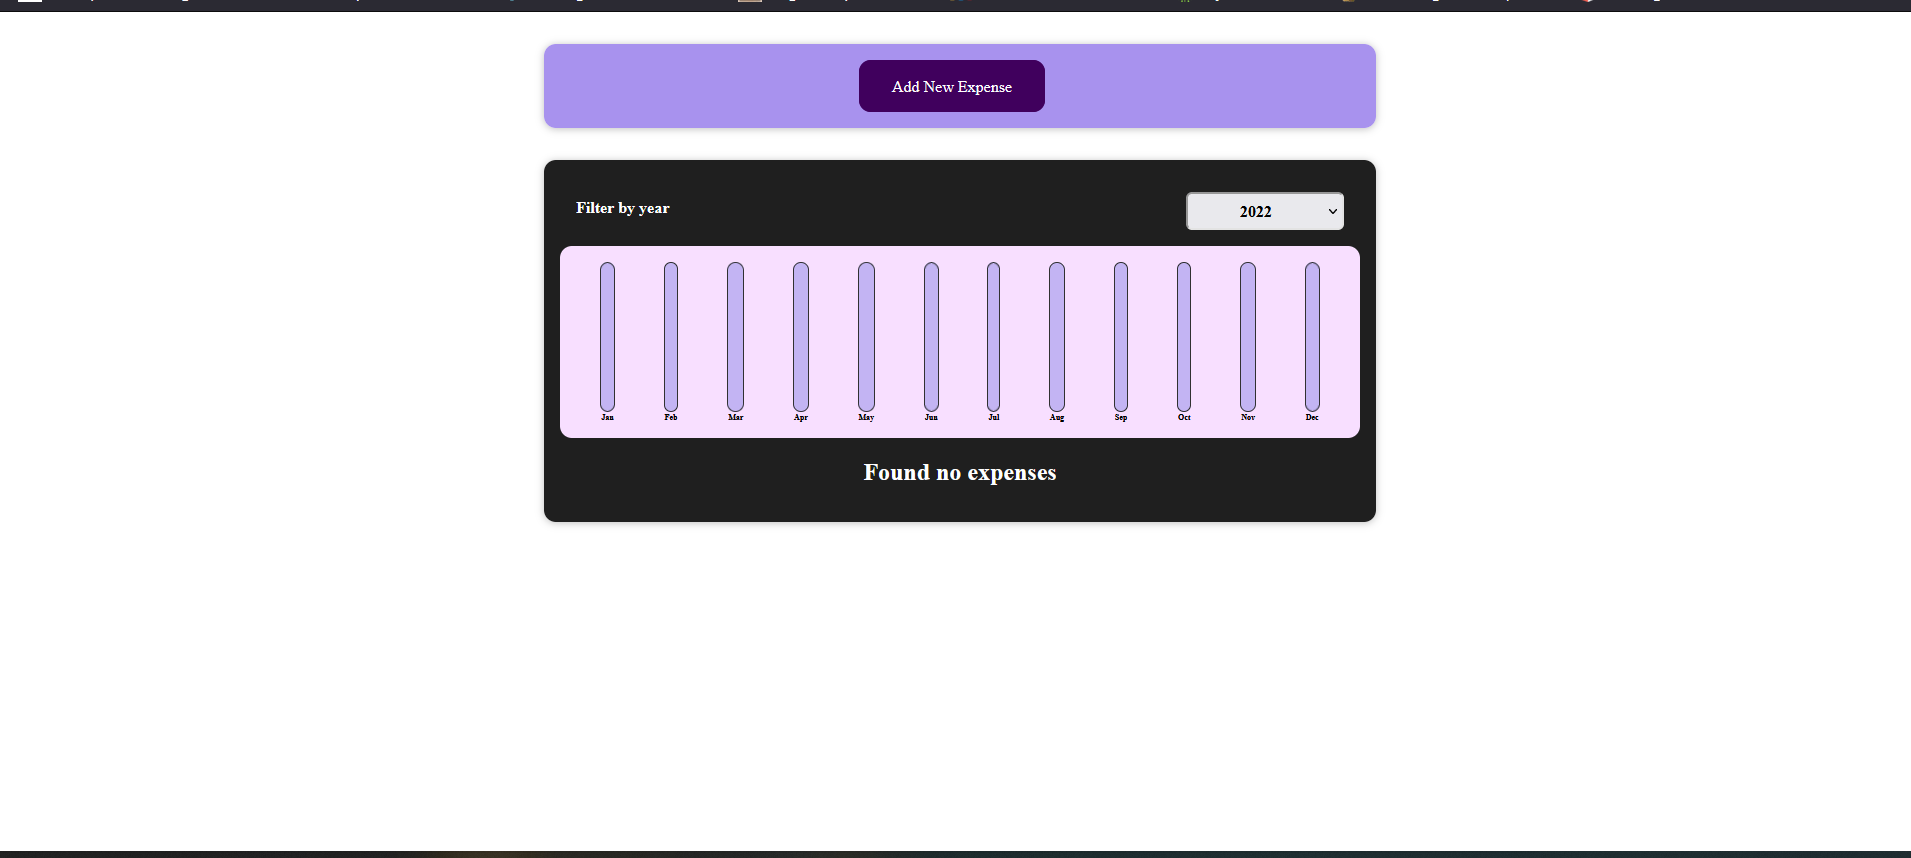 Add New Expense
Filter by year
2022
Jan Feb Mar Apr May Jun Jul Aug Sep Oct Nov Dec
Found no expenses